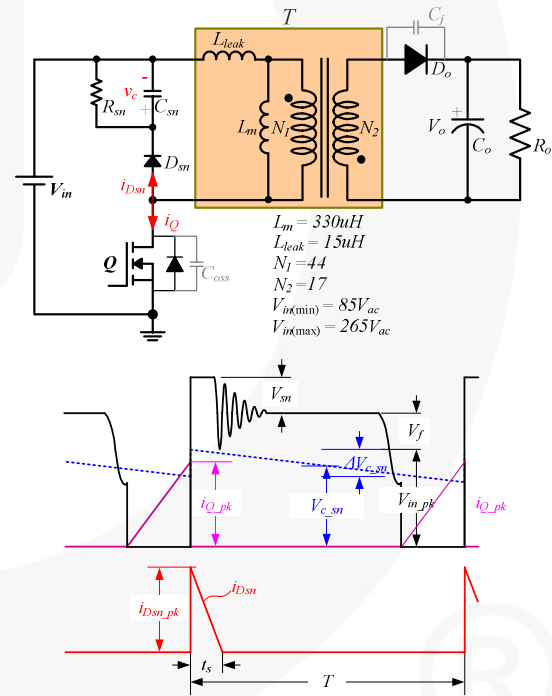 T
C_j
L_leak
D_o
R_sn
v_c
-
+
C_sn
L_m
N_1
N_2
+
V_o
C_o
R_o
D_sn
V_in
i_Dsn
i_Q
Q
C_oss
L_m = 330uH
L_leak = 15uH
N_1 = 44
N_2 = 17
V_in(min) = 85V_ac
V_in(max) = 265V_ac
V_sn
V_f
ΔV_c_sn
i_Q_pk
V_c_sn
V_in_pk
i_Q_pk
i_Dsn_pk
i_Dsn
t_s
T
®